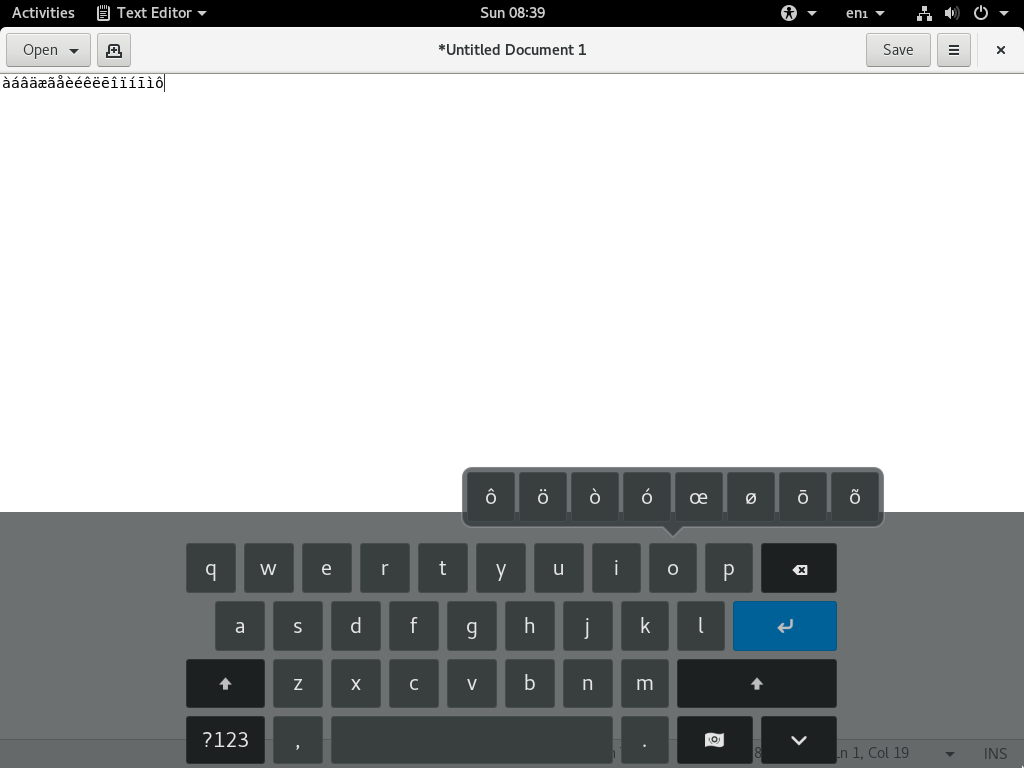 Activities Text Editor Sun 08:39 en₁
Open *Untitled Document 1 Save
àáâäæãåèéêëēîïíīìô
ô ö ò ó œ ø ō õ
q w e r t y u i o p
a s d f g h j k l
z x c v b n m
?123 , . Ln 1, Col 19 INS